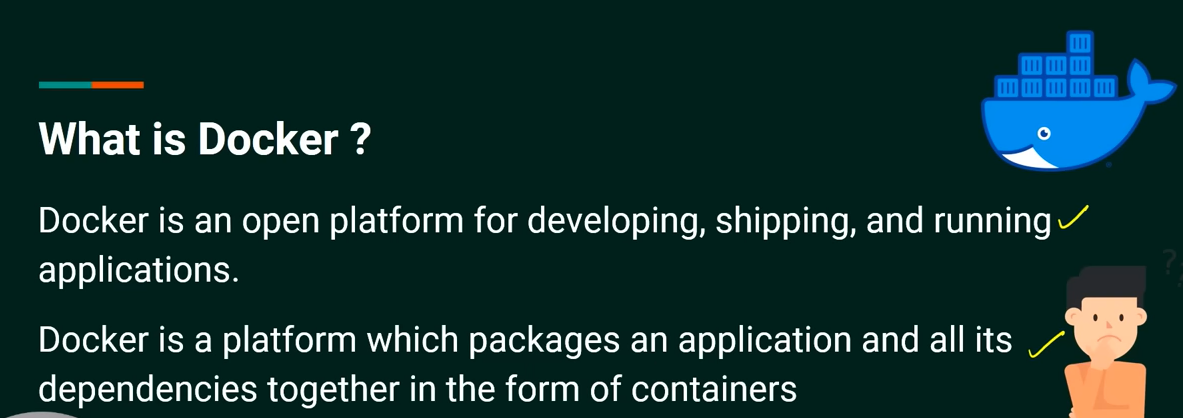 What is Docker ?
Docker is an open platform for developing, shipping, and running
applications.
Docker is a platform which packages an application and all its
dependencies together in the form of containers
?